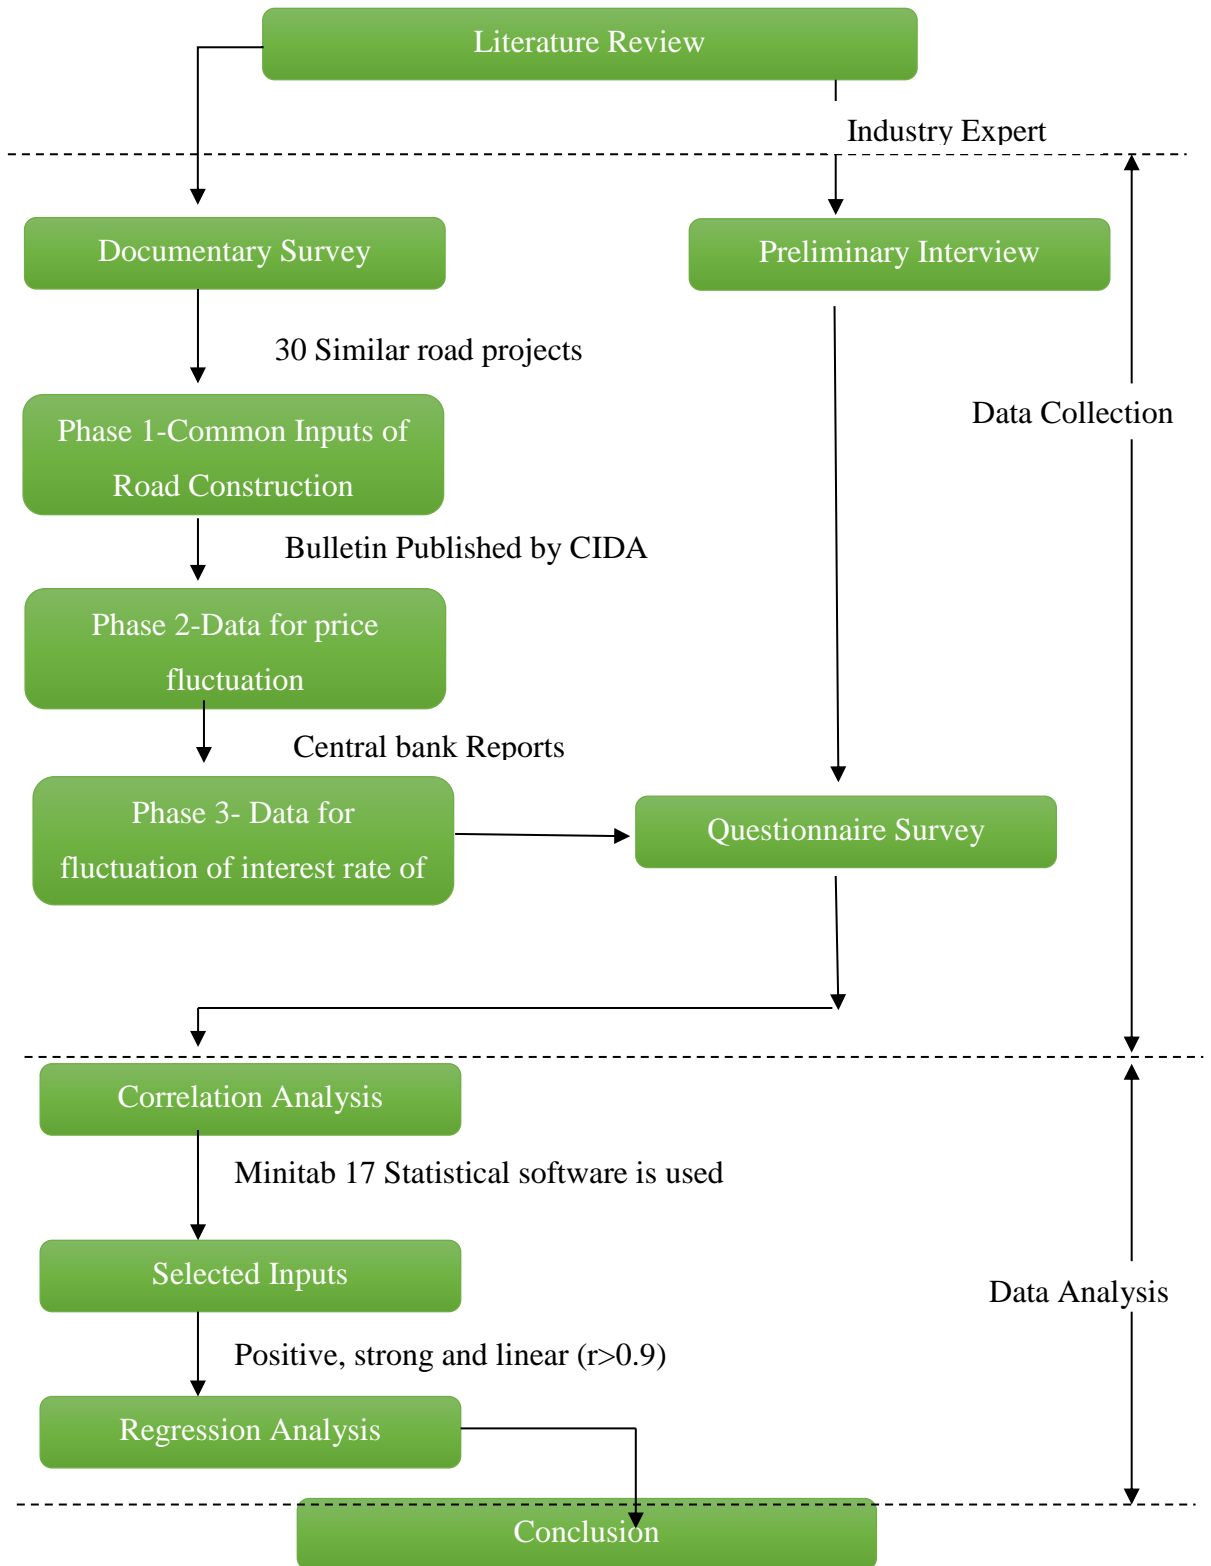 Literature Review
Industry Expert
Documentary Survey
Preliminary Interview
30 Similar road projects
Phase 1-Common Inputs of
Road Construction
Data Collection
Bulletin Published by CIDA
Phase 2-Data for price
fluctuation
Central bank Reports
Phase 3- Data for
fluctuation of interest rate of
Questionnaire Survey
Correlation Analysis
Minitab 17 Statistical software is used
Selected Inputs
Data Analysis
Positive, strong and linear (r>0.9)
Regression Analysis
Conclusion